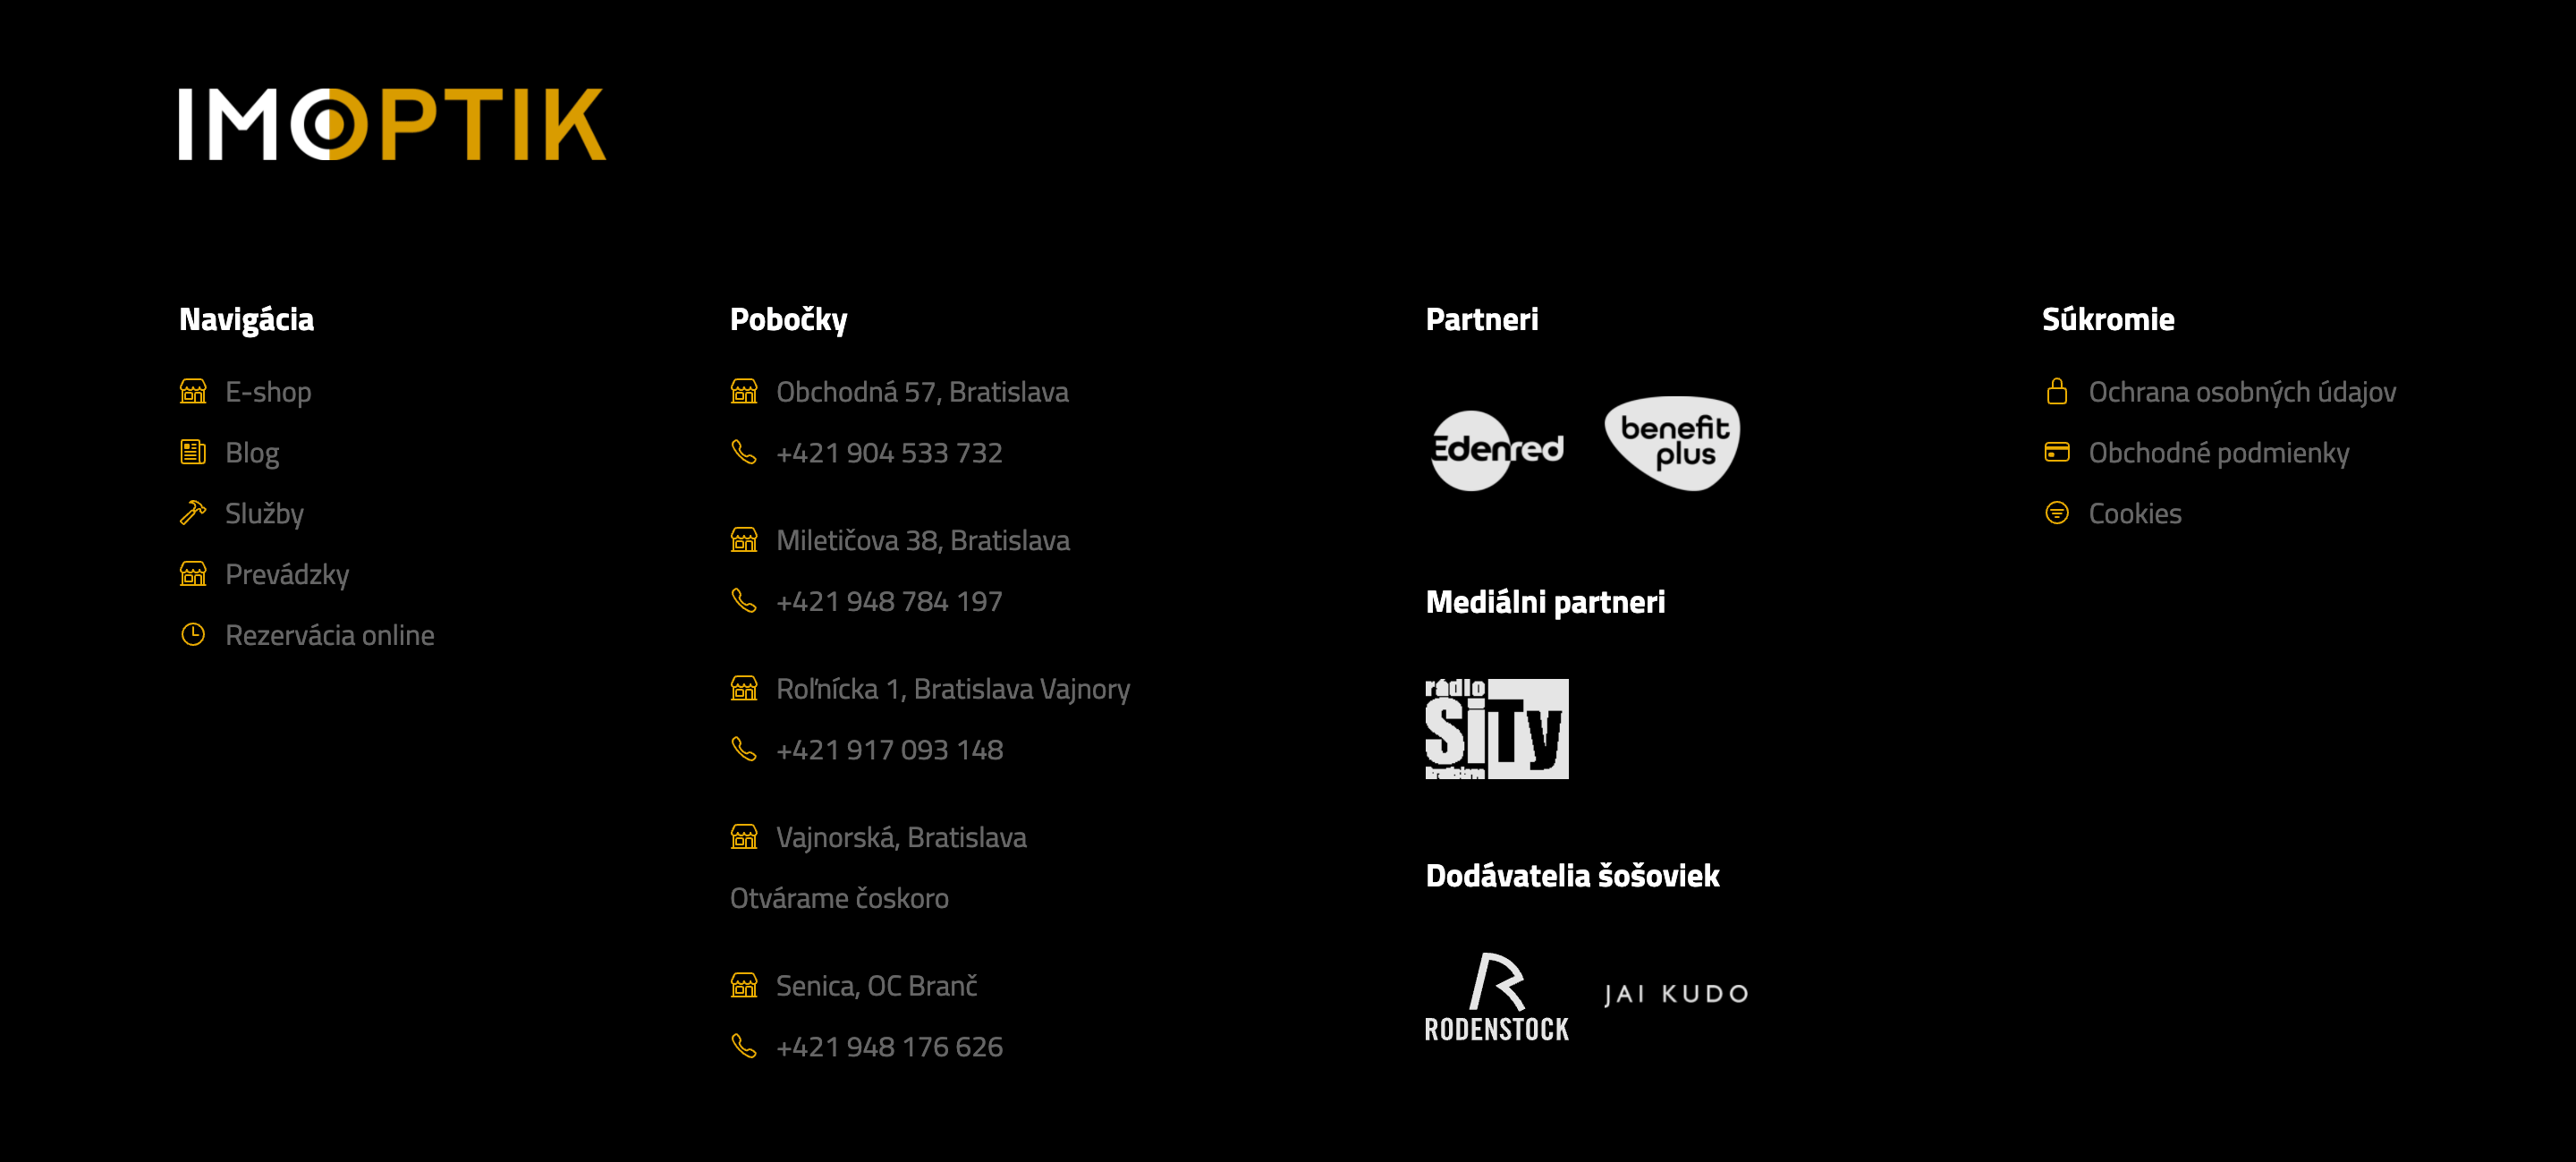 IMOPTIK
Navigácia
E-shop
Blog
Služby
Prevádzky
Rezervácia online
Pobočky
Obchodná 57, Bratislava
+421 904 533 732
Miletičova 38, Bratislava
+421 948 784 197
Roľnícka 1, Bratislava Vajnory
+421 917 093 148
Vajnorská, Bratislava
Otvárame čoskoro
Senica, OC Branč
+421 948 176 626
Partneri
Edenred
benefit
plus
Mediálni partneri
rádio
SiTy
Bratislava
Dodávatelia šošoviek
RODENSTOCK
JAI KUDO
Súkromie
Ochrana osobných údajov
Obchodné podmienky
Cookies